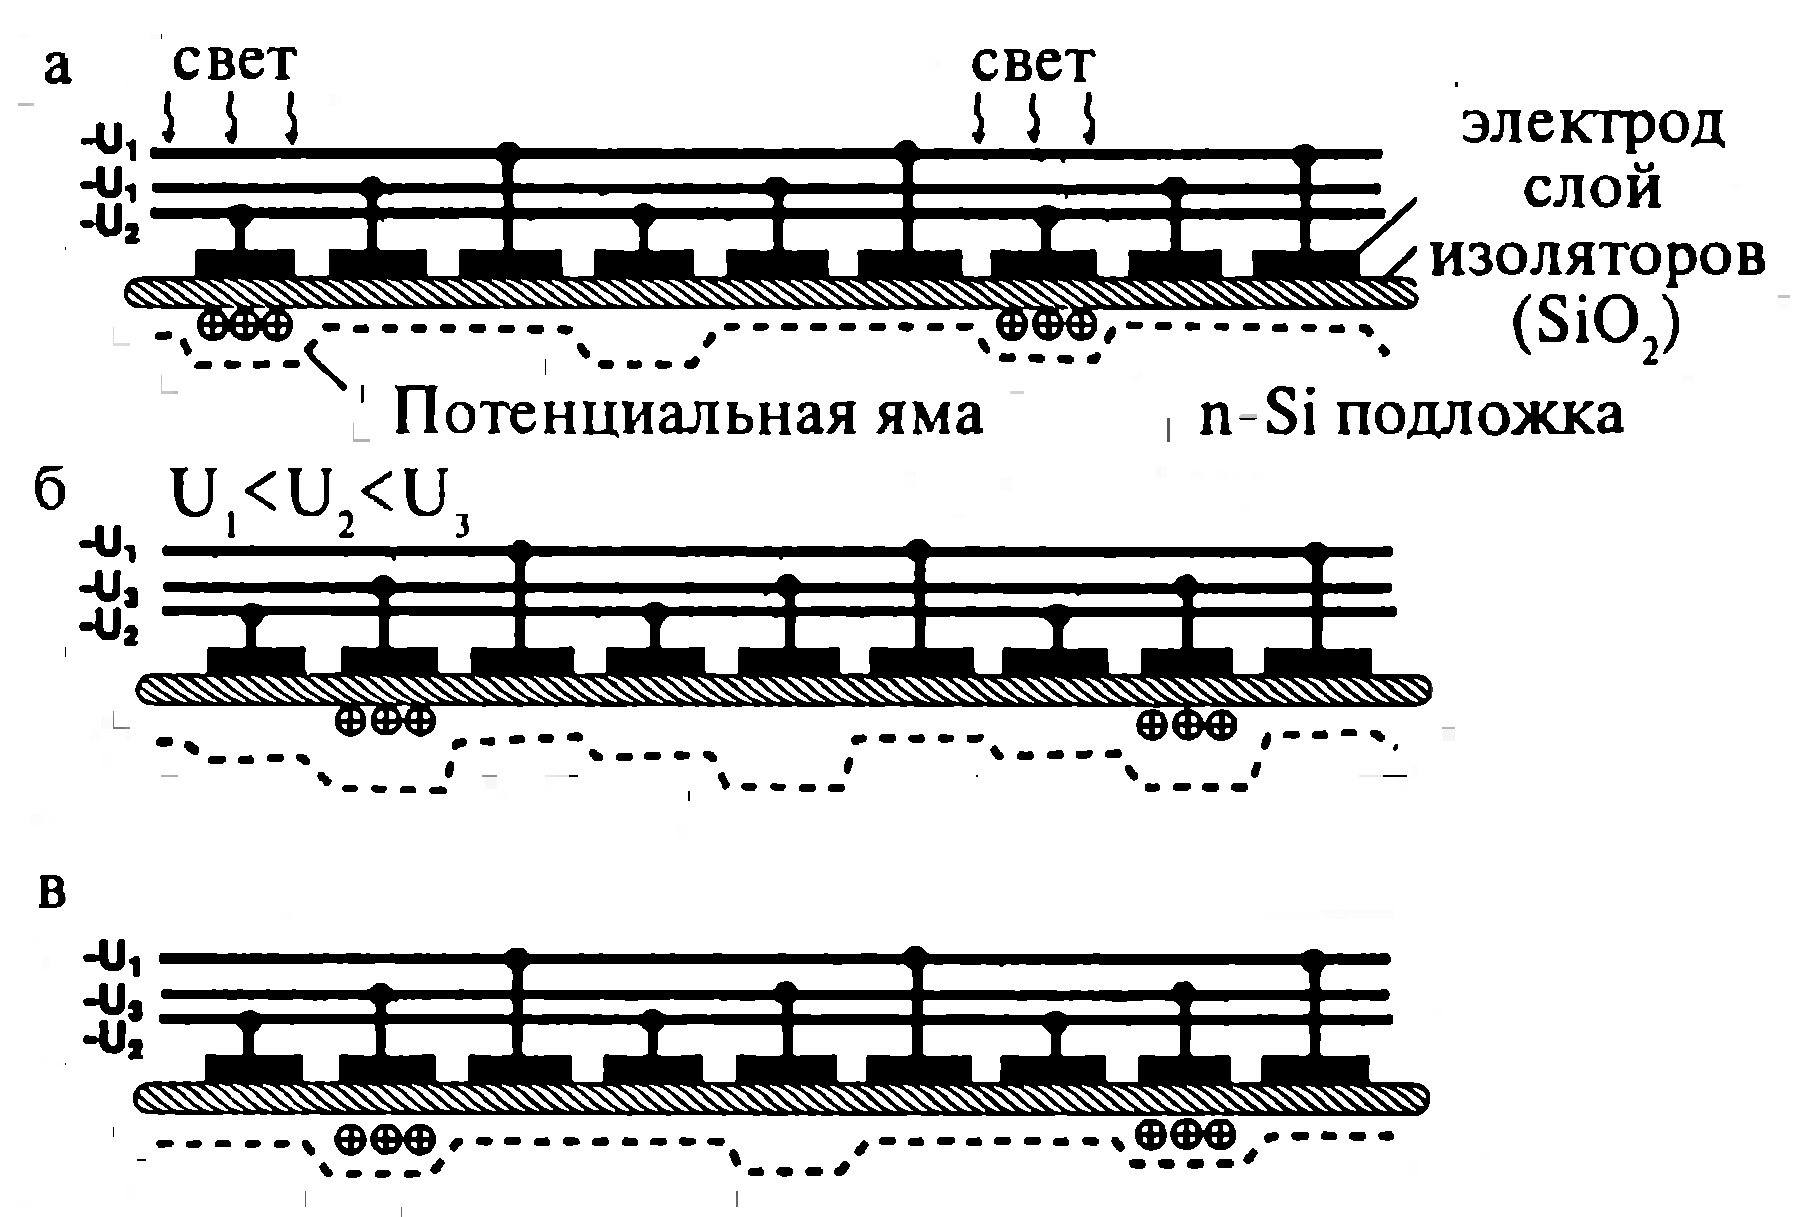 а
свет
свет
-U₁
-U₁
-U₂
электрод
слой
изоляторов
(SiO₂)
Потенциальная яма
n-Si подложка
б
U₁<U₂<U₃
-U₁
-U₃
-U₂
в
-U₁
-U₃
-U₂